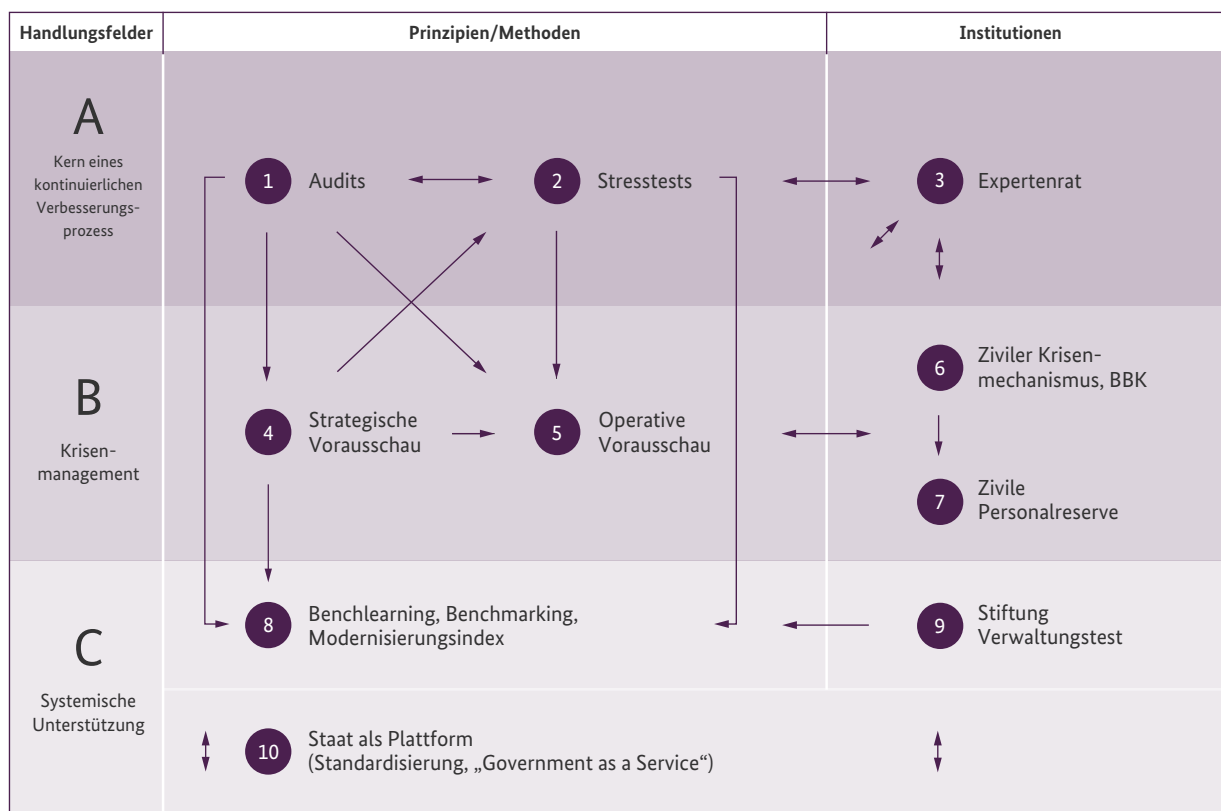 Handlungsfelder
Prinzipien/Methoden
Institutionen
A
Kern eines
kontinuierlichen
Verbesserungs-
prozess
1
Audits
2
Stresstests
3
Expertenrat
B
Krisen-
management
4
Strategische
Vorausschau
5
Operative
Vorausschau
6
Ziviler Krisen-
mechanismus, BBK
7
Zivile
Personalreserve
C
Systemische
Unterstützung
8
Benchlearning, Benchmarking,
Modernisierungsindex
9
Stiftung
Verwaltungstest
10
Staat als Plattform
(Standardisierung, „Government as a Service“)